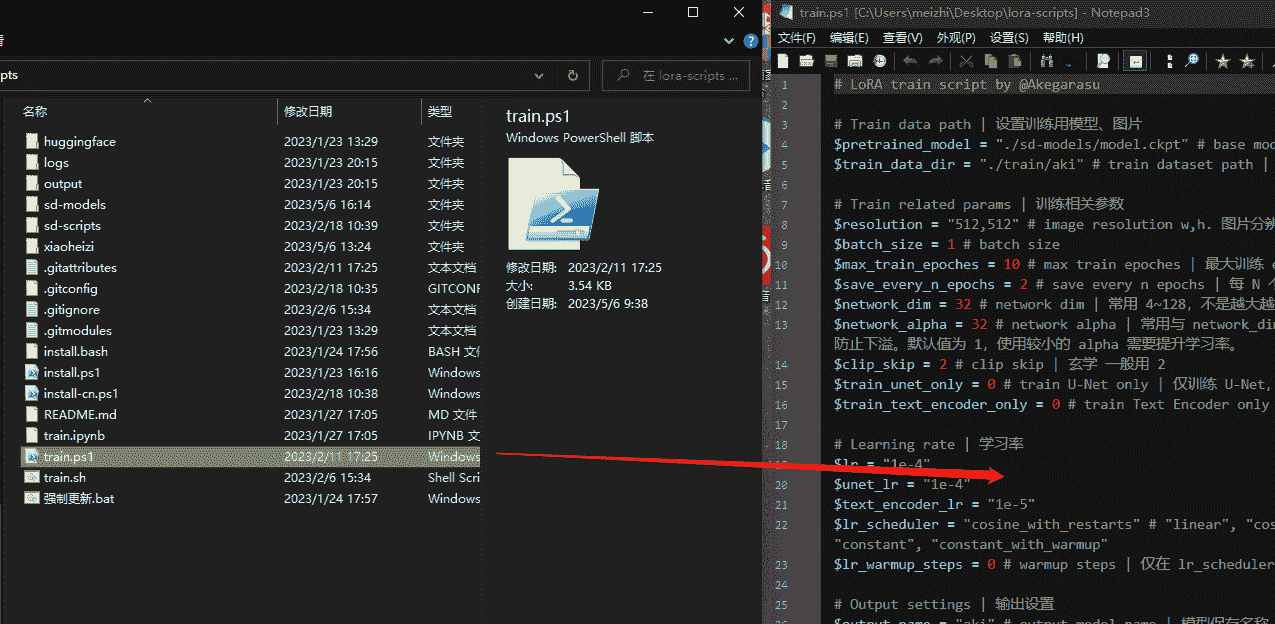 pts
在 lora-scripts ...
名称 修改日期 类型
huggingface 2023/1/23 13:29 文件夹
logs 2023/1/23 20:15 文件夹
output 2023/1/23 20:15 文件夹
sd-models 2023/5/6 16:14 文件夹
sd-scripts 2023/2/18 10:39 文件夹
xiaoheizi 2023/5/6 13:24 文件夹
.gitattributes 2023/2/11 17:25 文本文档
.gitconfig 2023/2/18 10:35 GITCONF
.gitignore 2023/2/6 15:34 文本文档
.gitmodules 2023/1/23 13:29 文本文档
install.bash 2023/1/24 17:56 BASH 文
install.ps1 2023/1/23 16:16 Windows
install-cn.ps1 2023/2/18 10:38 Windows
README.md 2023/1/27 17:05 MD 文件
train.ipynb 2023/1/27 17:05 IPYNB 文
train.ps1 2023/2/11 17:25 Windows
train.sh 2023/2/6 15:34 Shell Scri
强制更新.bat 2023/1/24 17:57 Windows
train.ps1
Windows PowerShell 脚本
修改日期: 2023/2/11 17:25
大小: 3.54 KB
创建日期: 2023/5/6 9:38
train.ps1 [C:\Users\meizhi\Desktop\lora-scripts] - Notepad3
文件(F) 编辑(E) 查看(V) 外观(P) 设置(S) 帮助(H)
1 # LoRA train script by @Akegarasu
2
3 # Train data path | 设置训练用模型、图片
4 $pretrained_model = "./sd-models/model.ckpt" # base mod
5 $train_data_dir = "./train/aki" # train dataset path |
6
7 # Train related params | 训练相关参数
8 $resolution = "512,512" # image resolution w,h. 图片分辨
9 $batch_size = 1 # batch size
10 $max_train_epoches = 10 # max train epoches | 最大训练 e
11 $save_every_n_epochs = 2 # save every n epochs | 每 N 个
12 $network_dim = 32 # network dim | 常用 4~128，不是越大越
13 $network_alpha = 32 # network alpha | 常用与 network_dim
防止下溢。默认值为 1，使用较小的 alpha 需要提升学习率。
14 $clip_skip = 2 # clip skip | 玄学 一般用 2
15 $train_unet_only = 0 # train U-Net only | 仅训练 U-Net，
16 $train_text_encoder_only = 0 # train Text Encoder only
17
18 # Learning rate | 学习率
19 $lr = "1e-4"
20 $unet_lr = "1e-4"
21 $text_encoder_lr = "1e-5"
22 $lr_scheduler = "cosine_with_restarts" # "linear", "cos
"constant", "constant_with_warmup"
23 $lr_warmup_steps = 0 # warmup steps | 仅在 lr_scheduler
24
25 # Output settings | 输出设置
26 $output_name = "aki" # output model name | 模型保存名称